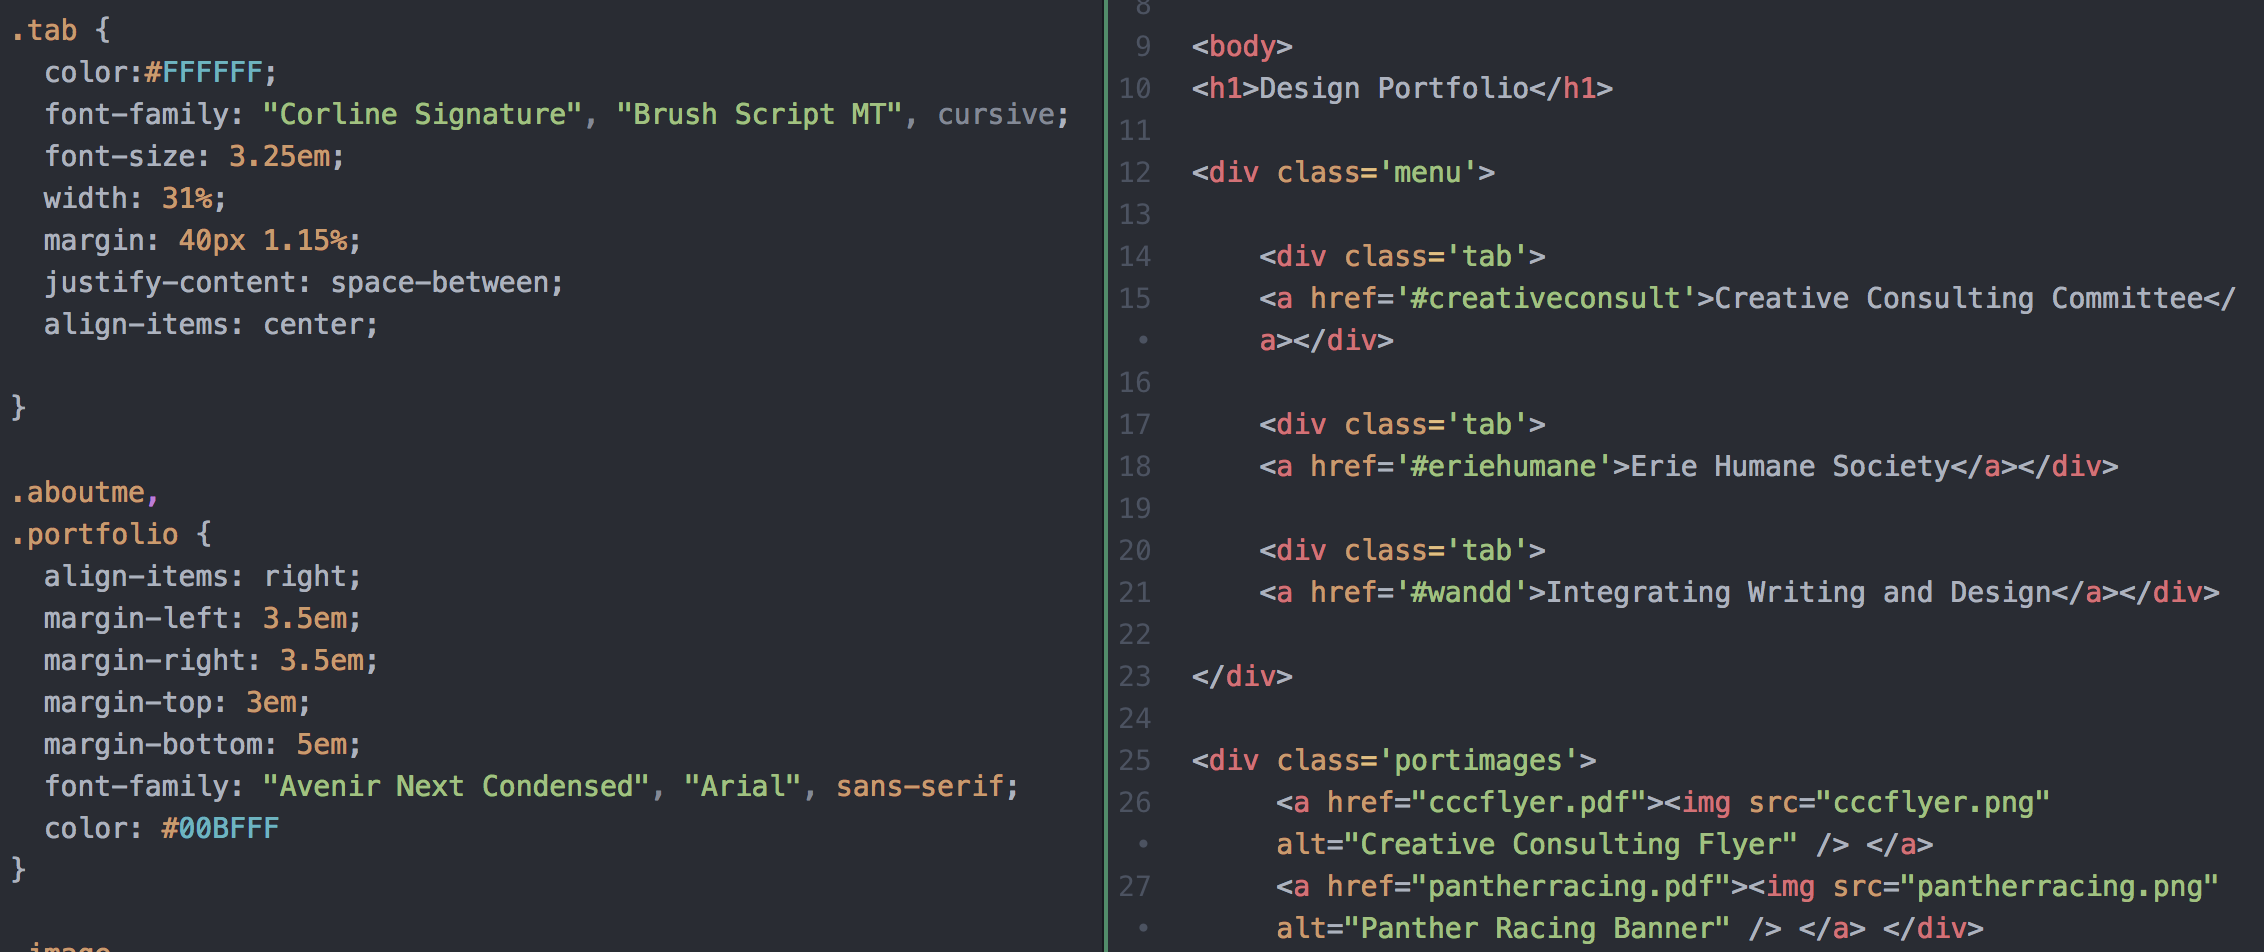 .tab {
  color:#FFFFFF;
  font-family: "Corline Signature", "Brush Script MT", cursive;
  font-size: 3.25em;
  width: 31%;
  margin: 40px 1.15%;
  justify-content: space-between;
  align-items: center;

}

.aboutme,
.portfolio {
  align-items: right;
  margin-left: 3.5em;
  margin-right: 3.5em;
  margin-top: 3em;
  margin-bottom: 5em;
  font-family: "Avenir Next Condensed", "Arial", sans-serif;
  color: #00BFFF
}

.image
8
9 <body>
10 <h1>Design Portfolio</h1>
11
12 <div class='menu'>
13
14     <div class='tab'>
15     <a href='#creativeconsult'>Creative Consulting Committee</
•     a></div>
16
17     <div class='tab'>
18     <a href='#eriehumane'>Erie Humane Society</a></div>
19
20     <div class='tab'>
21     <a href='#wandd'>Integrating Writing and Design</a></div>
22
23 </div>
24
25 <div class='portimages'>
26      <a href="cccflyer.pdf"><img src="cccflyer.png"
•      alt="Creative Consulting Flyer" /> </a>
27      <a href="pantherracing.pdf"><img src="pantherracing.png"
•      alt="Panther Racing Banner" /> </a> </div>